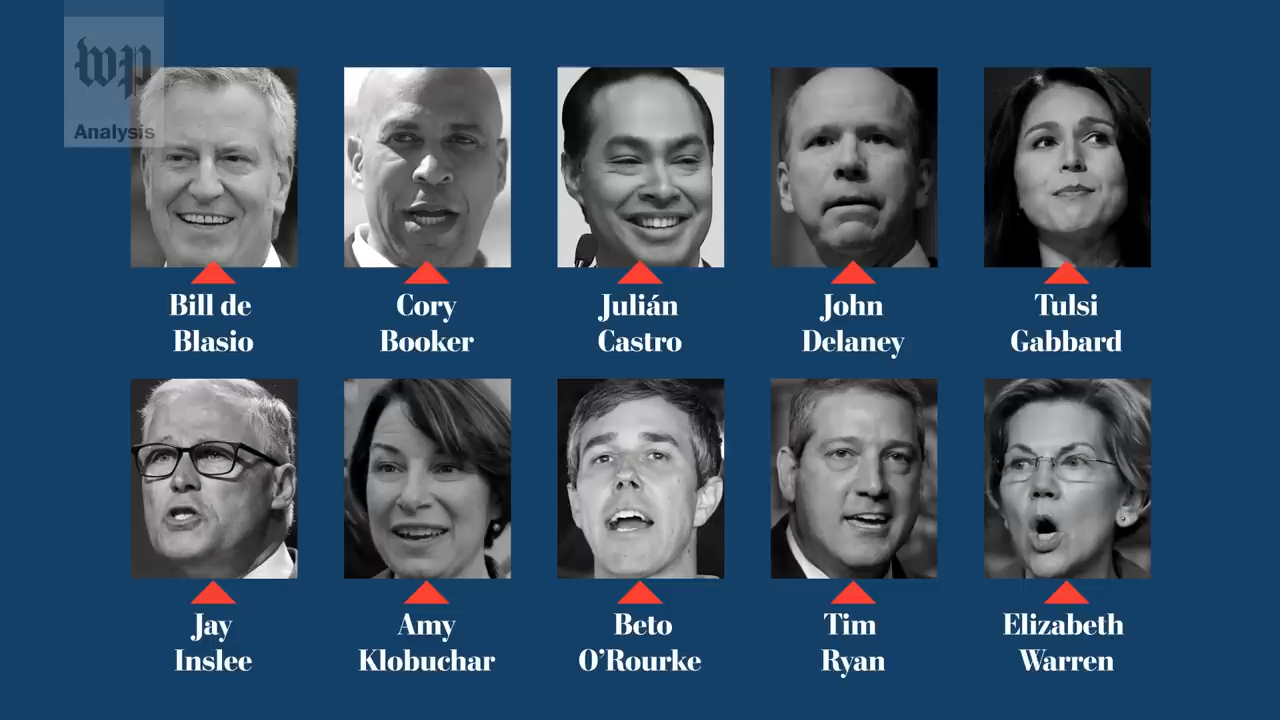 wp
Analysis
Bill de
Blasio
Cory
Booker
Julián
Castro
John
Delaney
Tulsi
Gabbard
Jay
Inslee
Amy
Klobuchar
Beto
O’Rourke
Tim
Ryan
Elizabeth
Warren